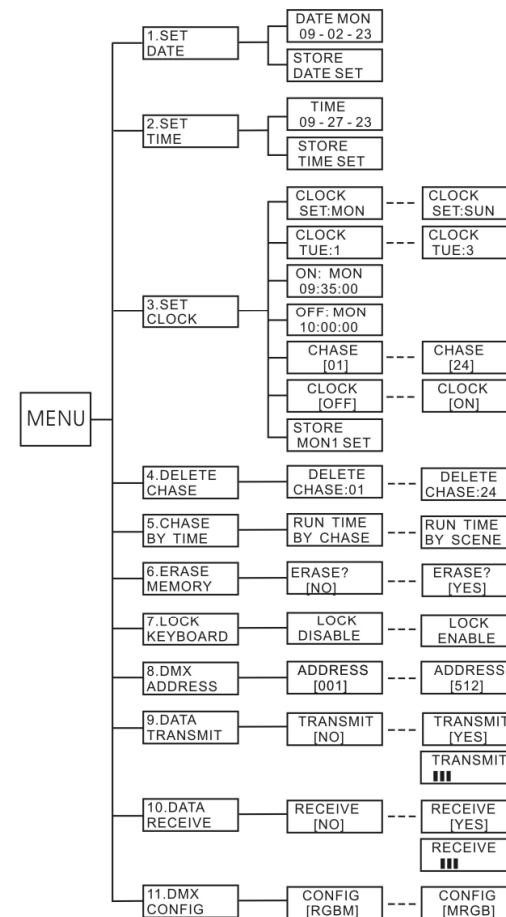 MENU
1.SET
DATE
DATE MON
09 - 02 - 23
STORE
DATE SET
2.SET
TIME
TIME
09 - 27 - 23
STORE
TIME SET
3.SET
CLOCK
CLOCK
SET:MON
CLOCK
SET:SUN
CLOCK
TUE:1
CLOCK
TUE:3
ON: MON
09:35:00
OFF: MON
10:00:00
CHASE
[01]
CHASE
[24]
CLOCK
[OFF]
CLOCK
[ON]
STORE
MON1 SET
4.DELETE
CHASE
DELETE
CHASE:01
DELETE
CHASE:24
5.CHASE
BY TIME
RUN TIME
BY CHASE
RUN TIME
BY SCENE
6.ERASE
MEMORY
ERASE?
[NO]
ERASE?
[YES]
7.LOCK
KEYBOARD
LOCK
DISABLE
LOCK
ENABLE
8.DMX
ADDRESS
ADDRESS
[001]
ADDRESS
[512]
9.DATA
TRANSMIT
TRANSMIT
[NO]
TRANSMIT
[YES]
TRANSMIT
10.DATA
RECEIVE
RECEIVE
[NO]
RECEIVE
[YES]
RECEIVE
11.DMX
CONFIG
CONFIG
[RGBM]
CONFIG
[MRGB]